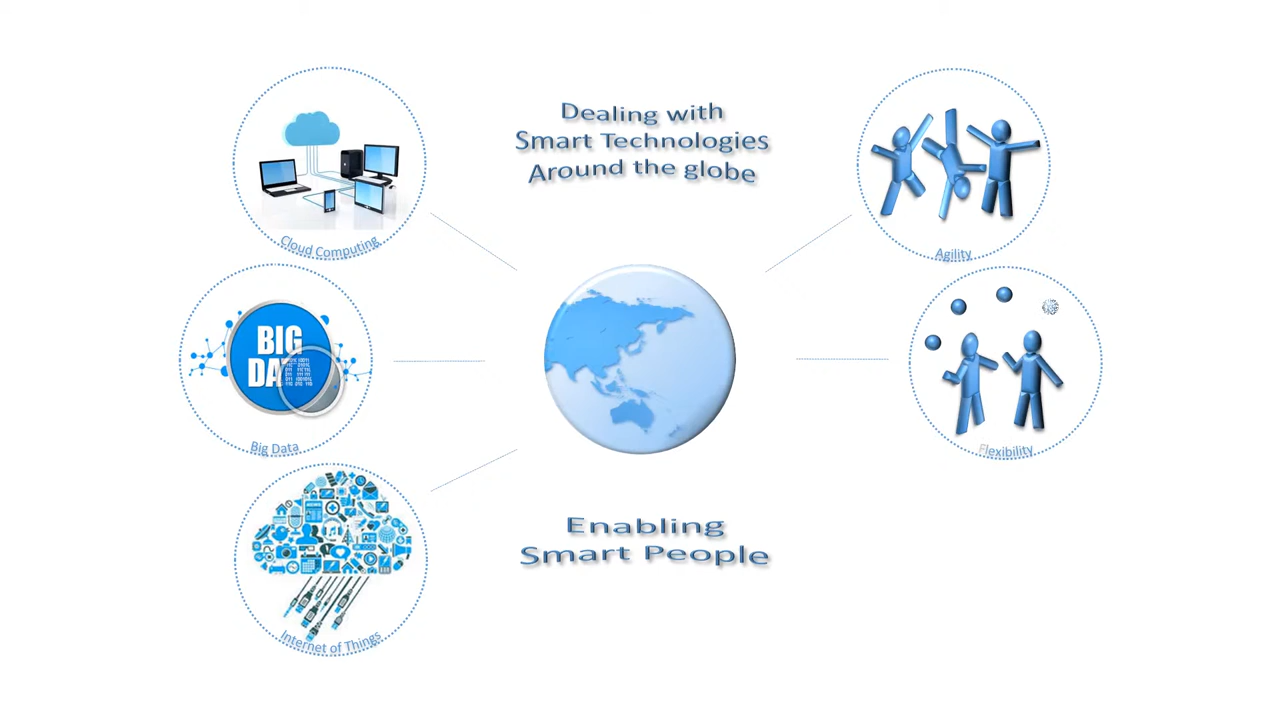 Dealing with
Smart Technologies
Around the globe
Cloud Computing
Agility
BIG
DA
Big Data
Flexibility
Enabling
Smart People
Internet of Things